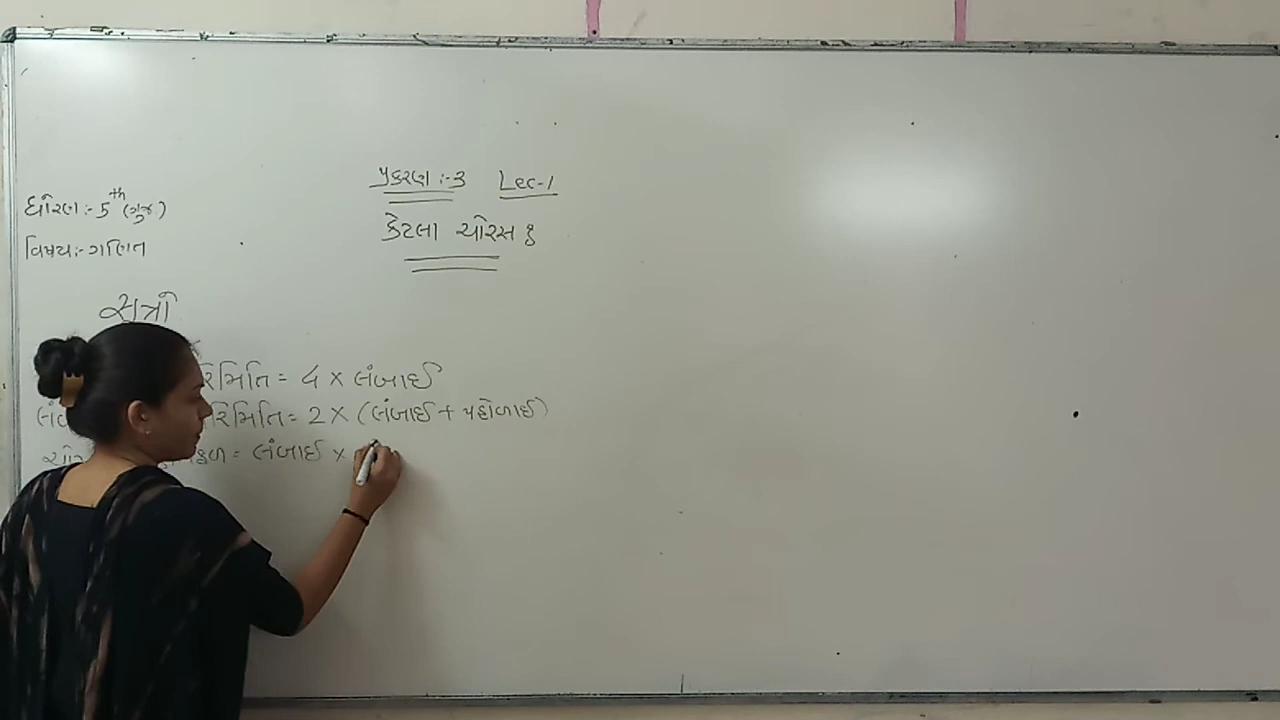 પ્રકરણ :- 3 Lec-1
ધોરણ :- 5th (ગુજ)
કેટલા ચોરસ ?
વિષય :- ગણિત
સૂત્રો
રિમિતિ = 4 × લંબાઈ
રિમિતિ = 2 × (લંબાઈ + પહોળાઈ)
ફળ = લંબાઈ ×